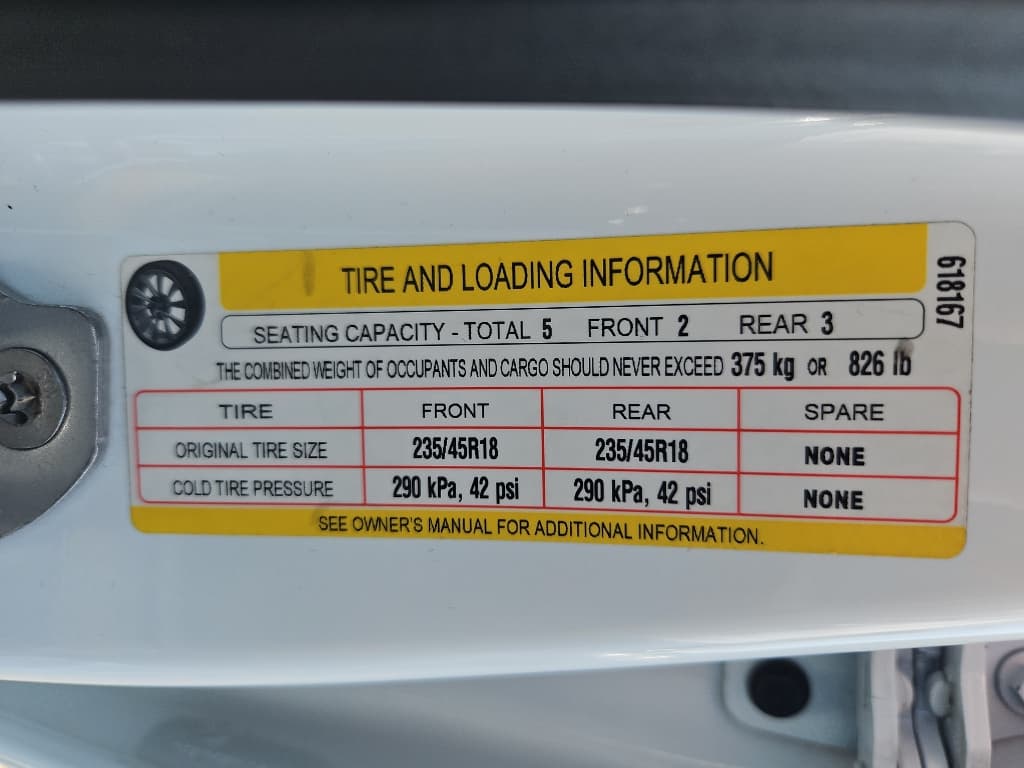 TIRE AND LOADING INFORMATION
618167
SEATING CAPACITY - TOTAL 5 FRONT 2 REAR 3
THE COMBINED WEIGHT OF OCCUPANTS AND CARGO SHOULD NEVER EXCEED 375 kg OR 826 lb
TIRE FRONT REAR SPARE
ORIGINAL TIRE SIZE 235/45R18 235/45R18 NONE
COLD TIRE PRESSURE 290 kPa, 42 psi 290 kPa, 42 psi NONE
SEE OWNER'S MANUAL FOR ADDITIONAL INFORMATION.